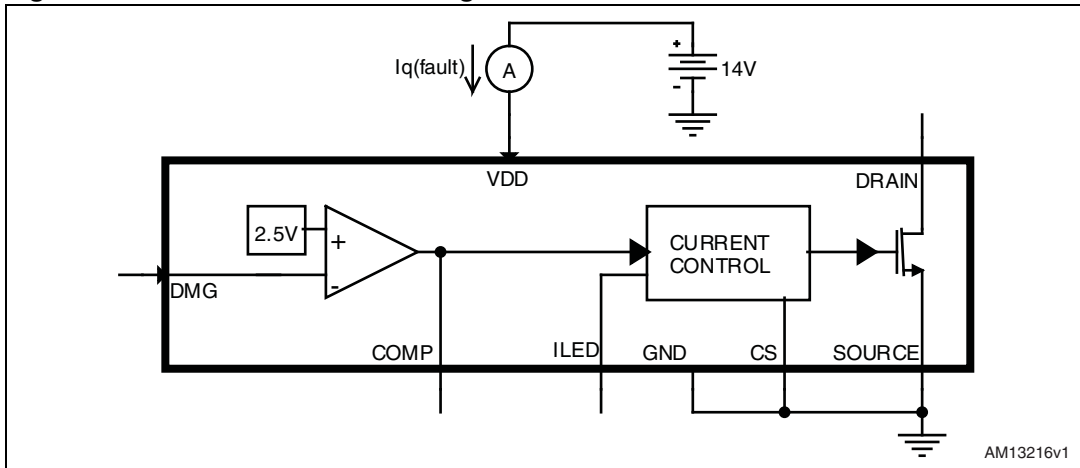 Iq(fault)
A
+
-
14V
VDD
DRAIN
2.5V
+
-
CURRENT
CONTROL
DMG
COMP
ILED
GND
CS
SOURCE
AM13216v1